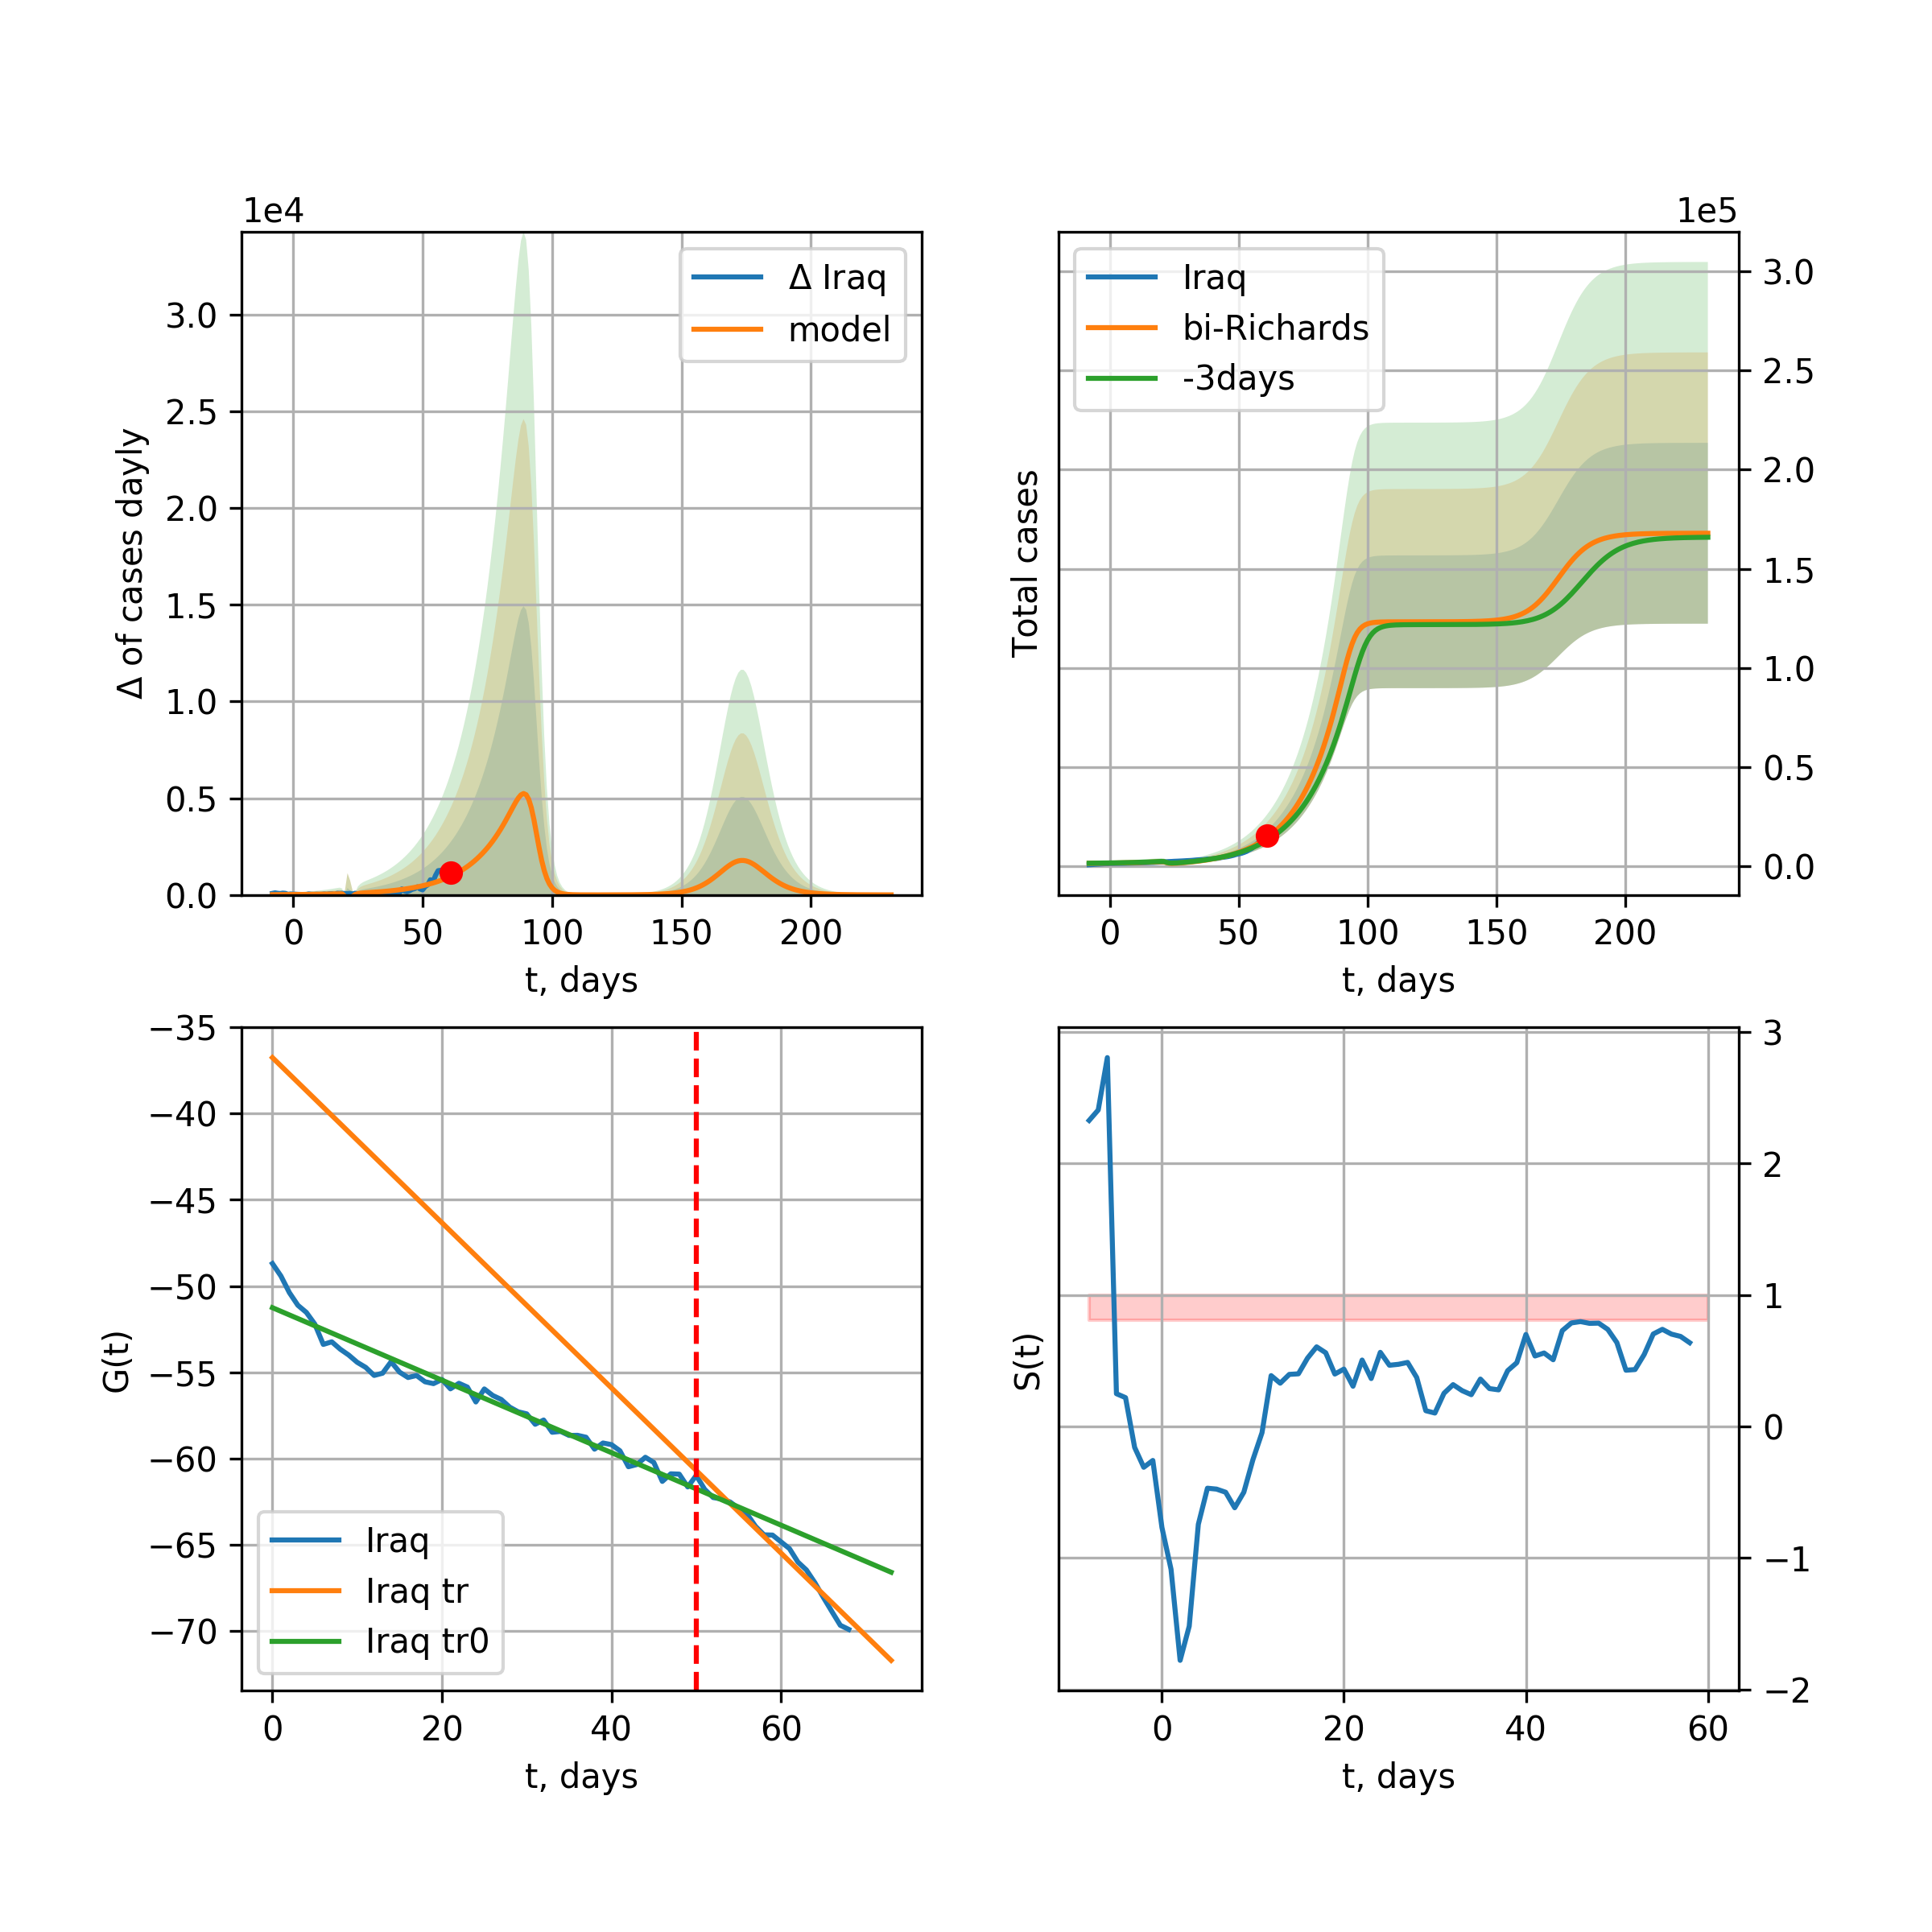 1e4
Δ of cases dayly
3.0
2.5
2.0
1.5
1.0
0.5
0.0
0 50 100 150 200
t, days
Δ Iraq
model
1e5
Total cases
3.0
2.5
2.0
1.5
1.0
0.5
0.0
0 50 100 150 200
t, days
Iraq
bi-Richards
-3days
G(t)
−35
−40
−45
−50
−55
−60
−65
−70
0 20 40 60
t, days
Iraq
Iraq tr
Iraq tr0
S(t)
3
2
1
0
−1
−2
0 20 40 60
t, days